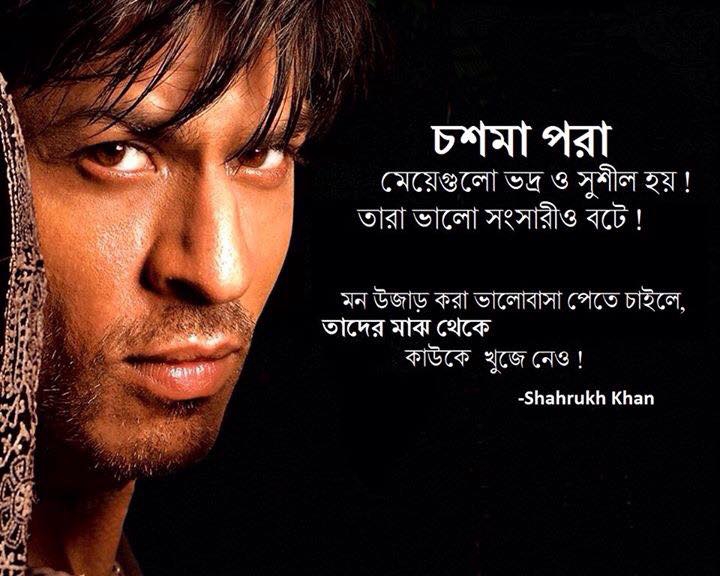 চশমা পরা
মেয়েগুলো ভদ্র ও সুশীল হয় !
তারা ভালো সংসারীও বটে !
মন উজাড় করা ভালোবাসা পেতে চাইলে,
তাদের মাঝ থেকে
কাউকে খুজে নেও !
-Shahrukh Khan